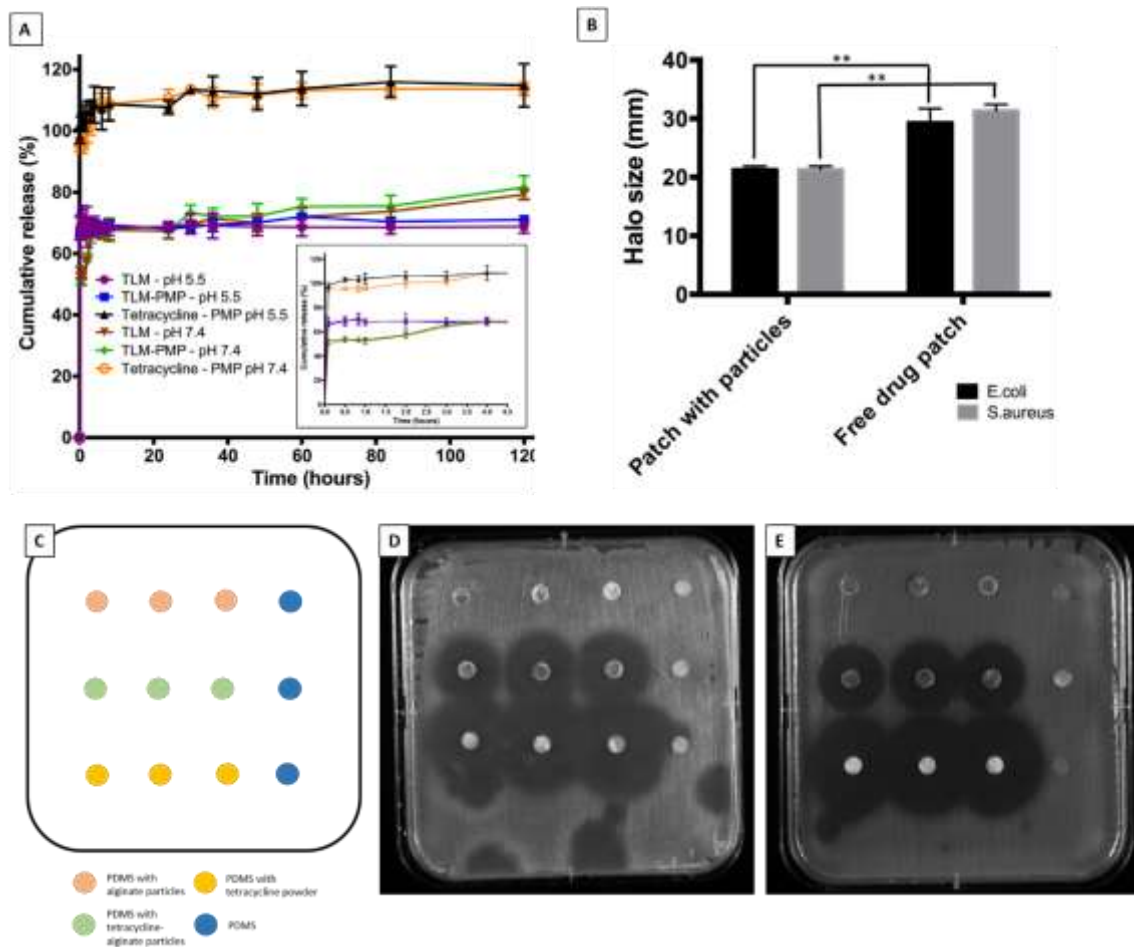 A
Cumulative release (%)
120
100
80
60
40
20
0
TLM - pH 5.5
TLM-PMP - pH 5.5
Tetracycline - PMP pH 5.5
TLM - pH 7.4
TLM-PMP - pH 7.4
Tetracycline - PMP pH 7.4
Cumulative release (%)
Time (hours)
0 20 40 60 80 100 120
Time (hours)
B
Halo size (mm)
40
30
20
10
0
**
**
Patch with particles
Free drug patch
E.coli
S.aureus
C
PDMS with
alginate particles
PDMS with
tetracycline powder
PDMS with
tetracycline-
alginate particles
PDMS
D
E